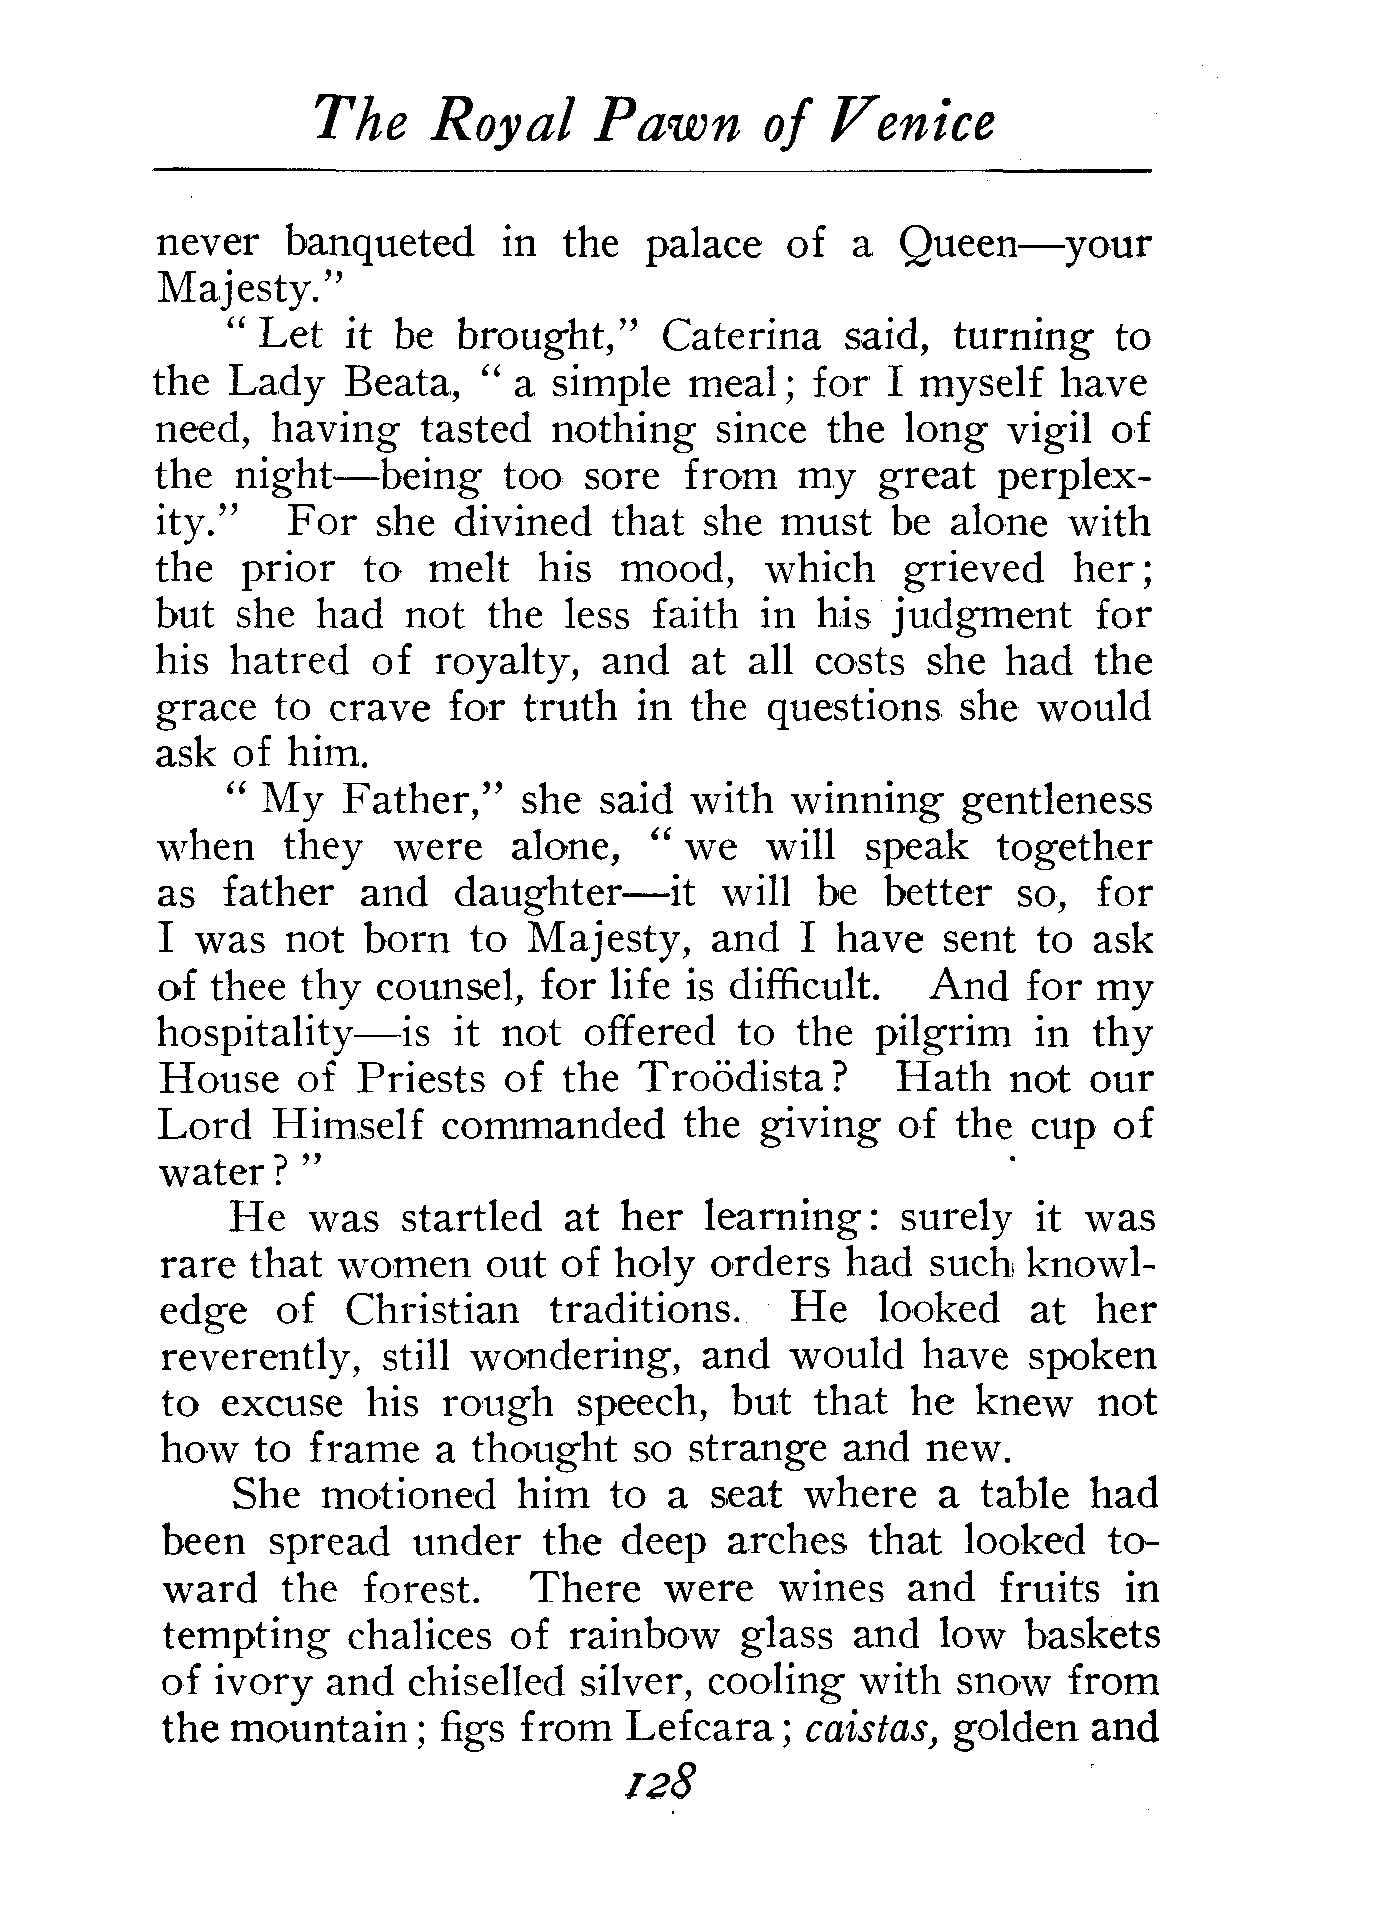 The Royal Pawn of Venice
never banqueted in the palace of a Queen—your
Majesty."
" Let it be brought," Caterina said, turning to
the Lady Beata, " a simple meal ; for I myself have
need, having tasted nothing since the long vigil of
the night—being too sore from my great perplex-
ity." For she divined that she must be alone with
the prior to melt his mood, which grieved her ;
but she had not the less faith in his judgment for
his hatred of royalty, and at all costs she had the
grace to crave for truth in the questions she would
ask of him.
" My Father," she said with winning gentleness
when they were alone, " we will speak together
as father and daughter—it will be better so, for
I was not born to Majesty, and I have sent to ask
of thee thy counsel, for life is difficult. And for my
hospitality—is it not offered to the pilgrim in thy
House of Priests of the Troödista ? Hath not our
Lord Himself commanded the giving of the cup of
water ? "
He was startled at her learning : surely it was
rare that women out of holy orders had such knowl-
edge of Christian traditions. He looked at her
reverently, still wondering, and would have spoken
to excuse his rough speech, but that he knew not
how to frame a thought so strange and new.
She motioned him to a seat where a table had
been spread under the deep arches that looked to-
ward the forest. There were wines and fruits in
tempting chalices of rainbow glass and low baskets
of ivory and chiselled silver, cooling with snow from
the mountain ; figs from Lefcara ; caistas, golden and
128